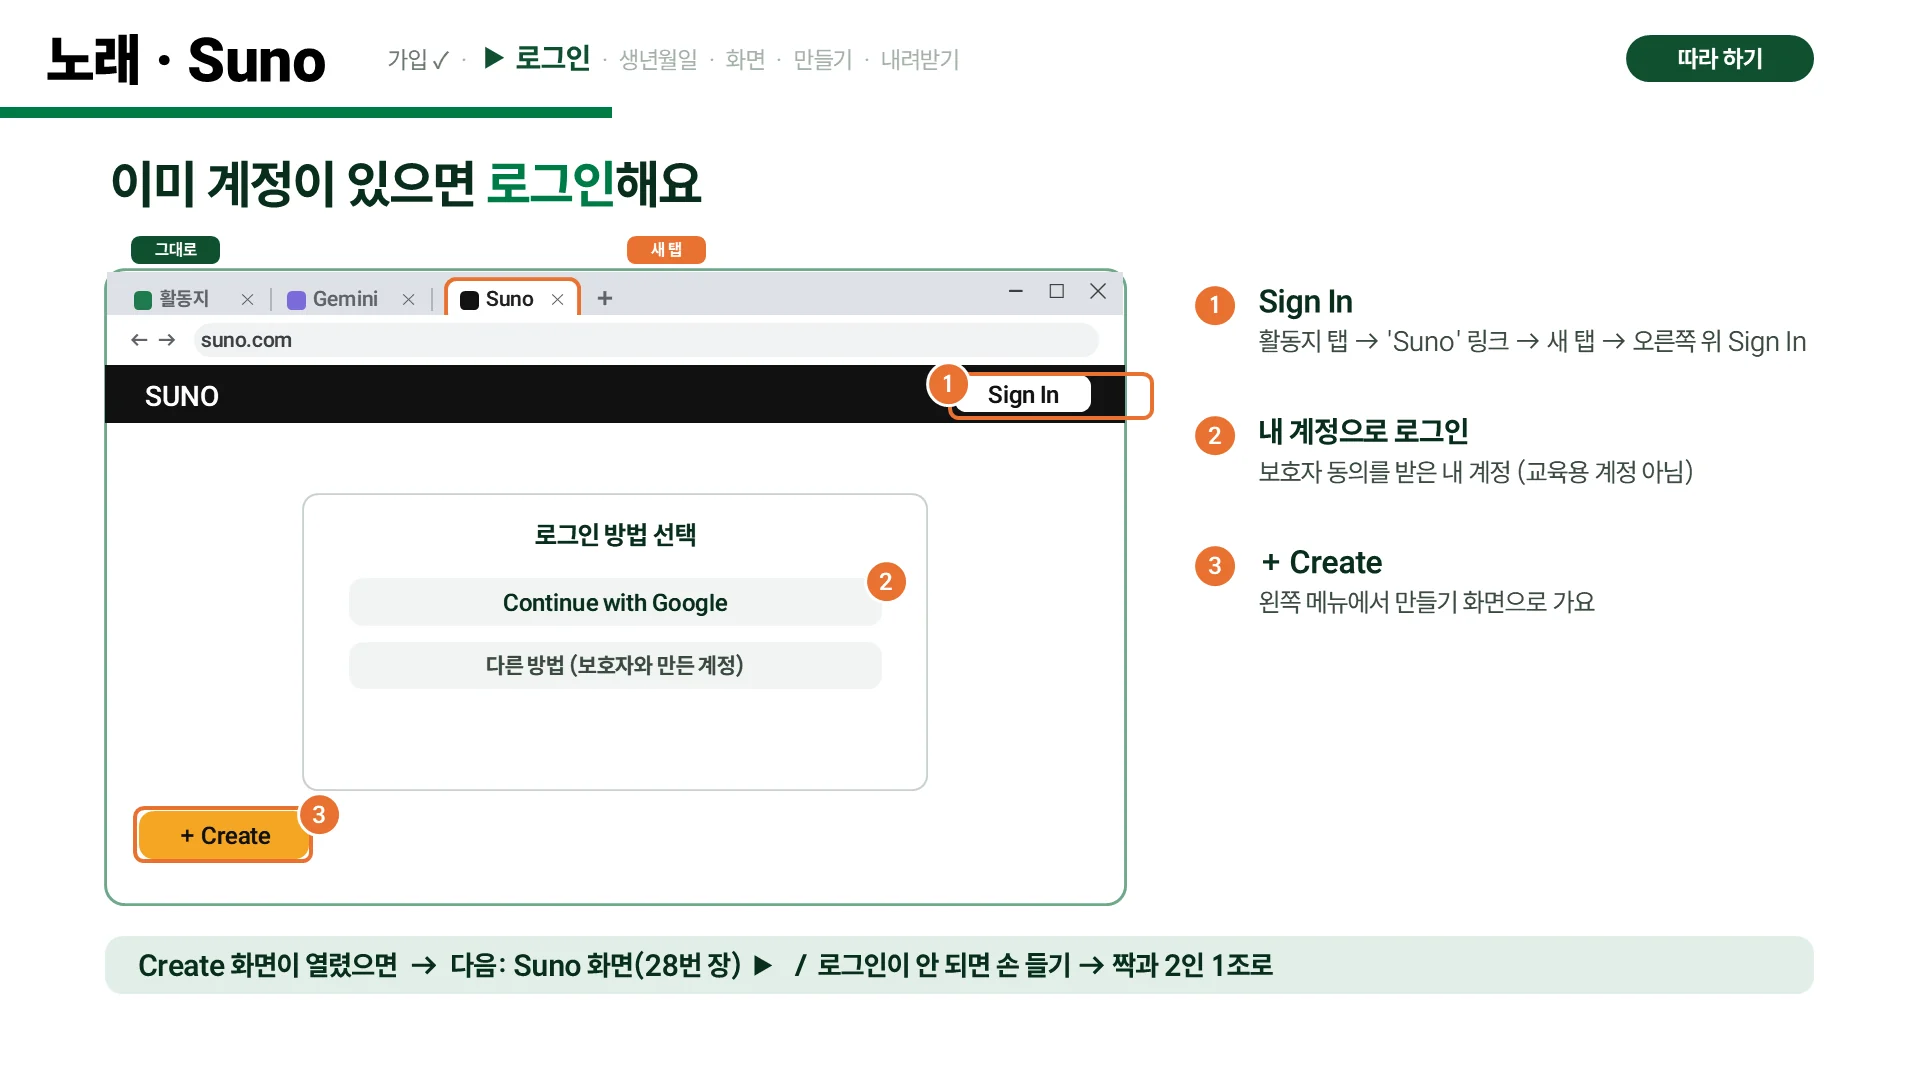 노래 · Suno
가입 ✓ · ▶ 로그인 · 생년월일 · 화면 · 만들기 · 내려받기
따라 하기
이미 계정이 있으면 로그인해요
그대로
새 탭
활동지 × | Gemini × | Suno × +
← → suno.com
SUNO
1 Sign In
로그인 방법 선택
Continue with Google 2
다른 방법 (보호자와 만든 계정)
+ Create 3
1 Sign In
활동지 탭 → 'Suno' 링크 → 새 탭 → 오른쪽 위 Sign In
2 내 계정으로 로그인
보호자 동의를 받은 내 계정 (교육용 계정 아님)
3 + Create
왼쪽 메뉴에서 만들기 화면으로 가요
Create 화면이 열렸으면 → 다음: Suno 화면(28번 장) ▶ / 로그인이 안 되면 손 들기 → 짝과 2인 1조로